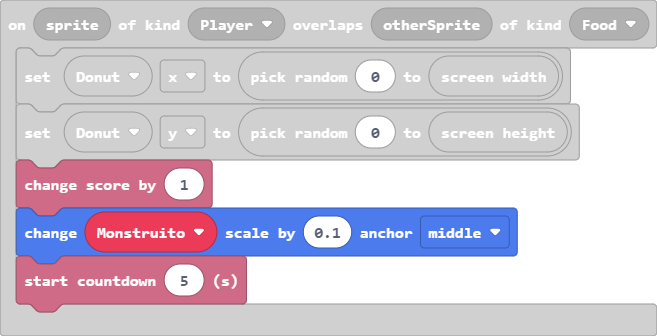 on sprite of kind Player overlaps otherSprite of kind Food
set Donut x to pick random 0 to screen width
set Donut y to pick random 0 to screen height
change score by 1
change Monstruito scale by 0.1 anchor middle
start countdown 5 (s)